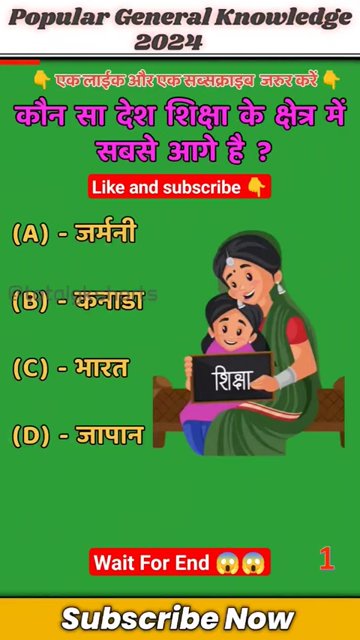 Popular General Knowledge
2024
👇 एक लाईक और एक सब्सक्राइब जरुर करें 👇
कौन सा देश शिक्षा के क्षेत्र में
सबसे आगे है ?
Like and subscribe 👇
(A) - जर्मनी
(B) - कनाडा
(C) - भारत
शिक्षा
(D) - जापान
Wait For End 😱😱
1
Subscribe Now